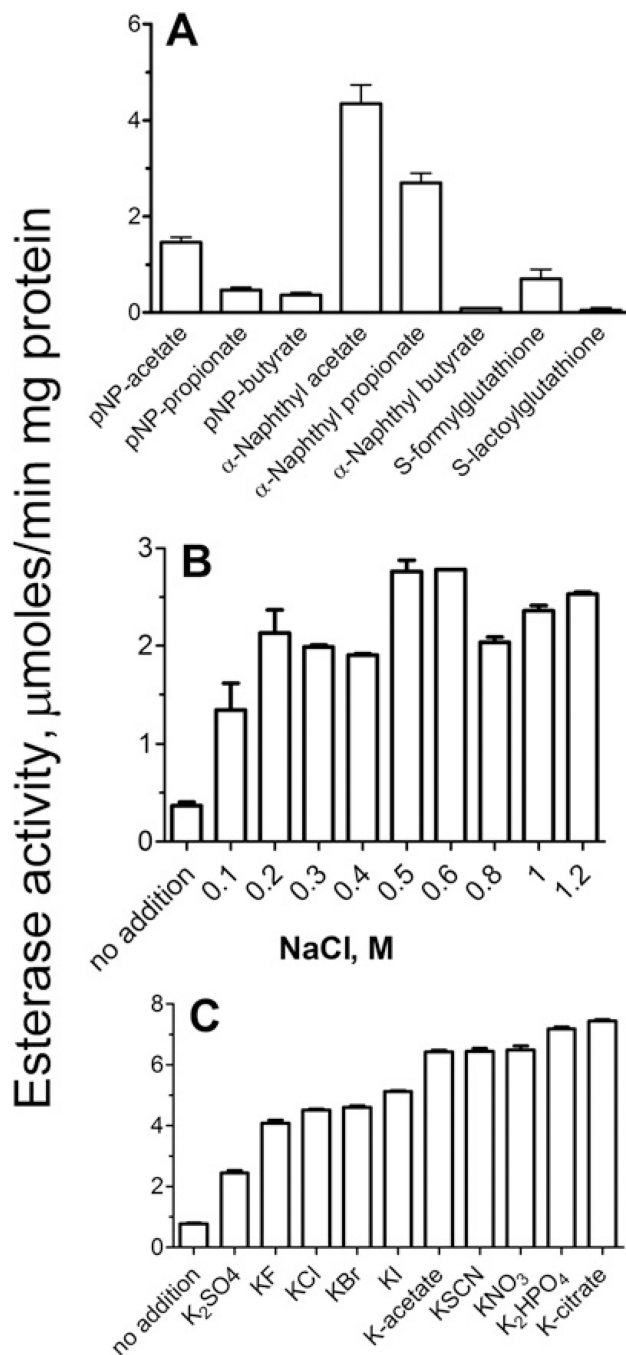 Esterase activity, μmoles/min mg protein
A
6
4
2
0
pNP-acetate
pNP-propionate
pNP-butyrate
α-Naphthyl acetate
α-Naphthyl propionate
α-Naphthyl butyrate
S-formylglutathione
S-lactoylglutathione
B
3
2
1
0
no addition
0.1
0.2
0.3
0.4
0.5
0.6
0.8
1
1.2
NaCl, M
C
8
6
4
2
0
no addition
K₂SO4
KF
KCl
KBr
KI
K-acetate
KSCN
KNO₃
K₂HPO₄
K-citrate